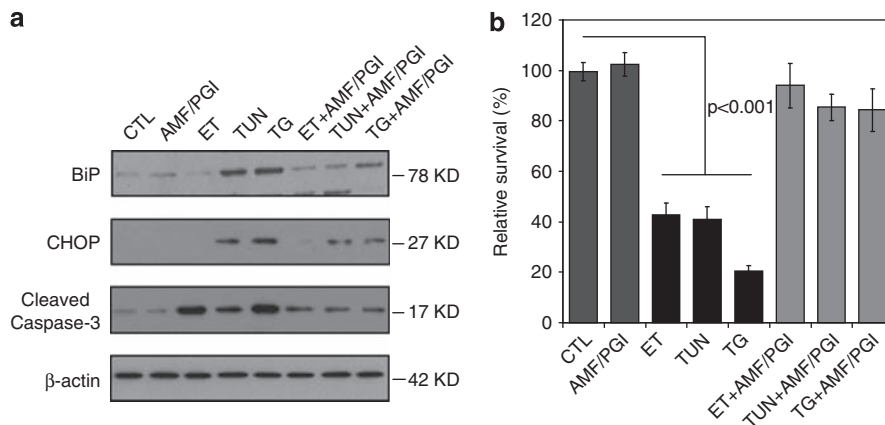 a
CTL
AMF/PGI
ET
TUN
TG
ET+AMF/PGI
TUN+AMF/PGI
TG+AMF/PGI
BiP
78 KD
CHOP
27 KD
Cleaved
Caspase-3
17 KD
β-actin
42 KD
b
Relative survival (%)
120
100
80
60
40
20
0
p<0.001
CTL
AMF/PGI
ET
TUN
TG
ET+AMF/PGI
TUN+AMF/PGI
TG+AMF/PGI